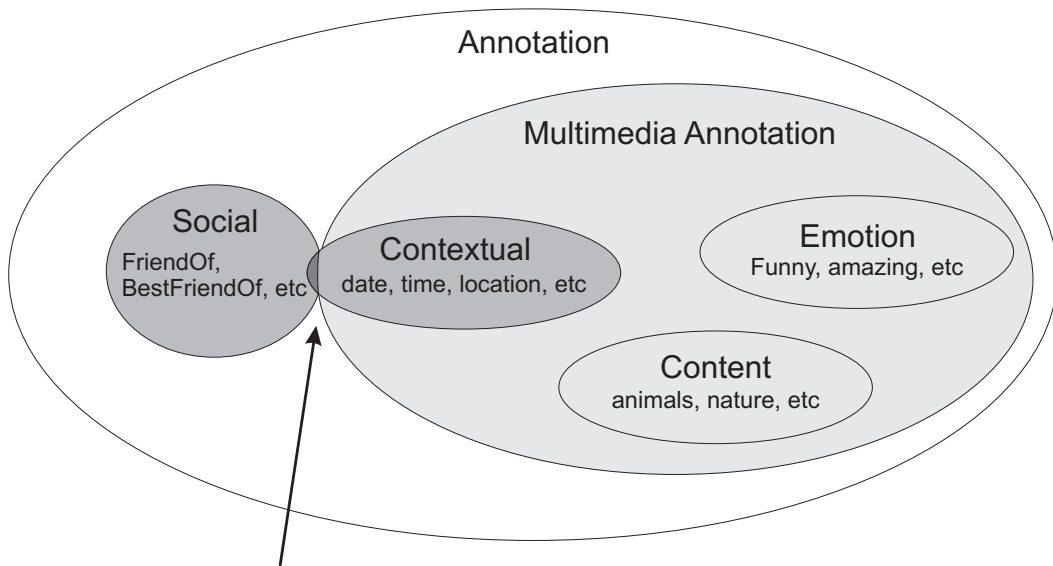 Annotation
Multimedia Annotation
Social
FriendOf,
BestFriendOf, etc
Contextual
date, time, location, etc
Emotion
Funny, amazing, etc
Content
animals, nature, etc